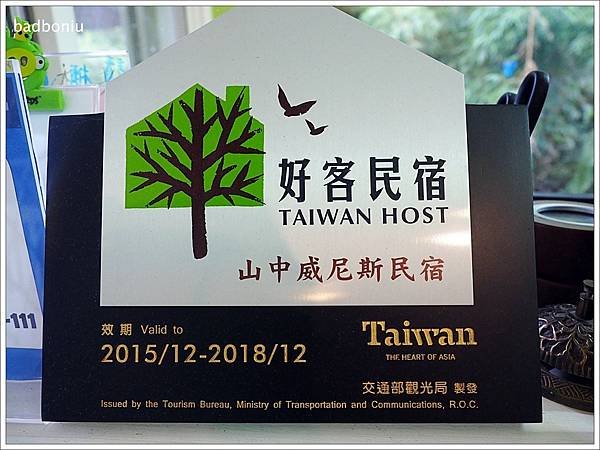 badboniu
好客民宿
TAIWAN HOST
山中威尼斯民宿
效期 Valid to
2015/12-2018/12
Taiwan
THE HEART OF ASIA
交通部觀光局 製發
Issued by the Tourism Bureau, Ministry of Transportation and Communications, R.O.C.
-111